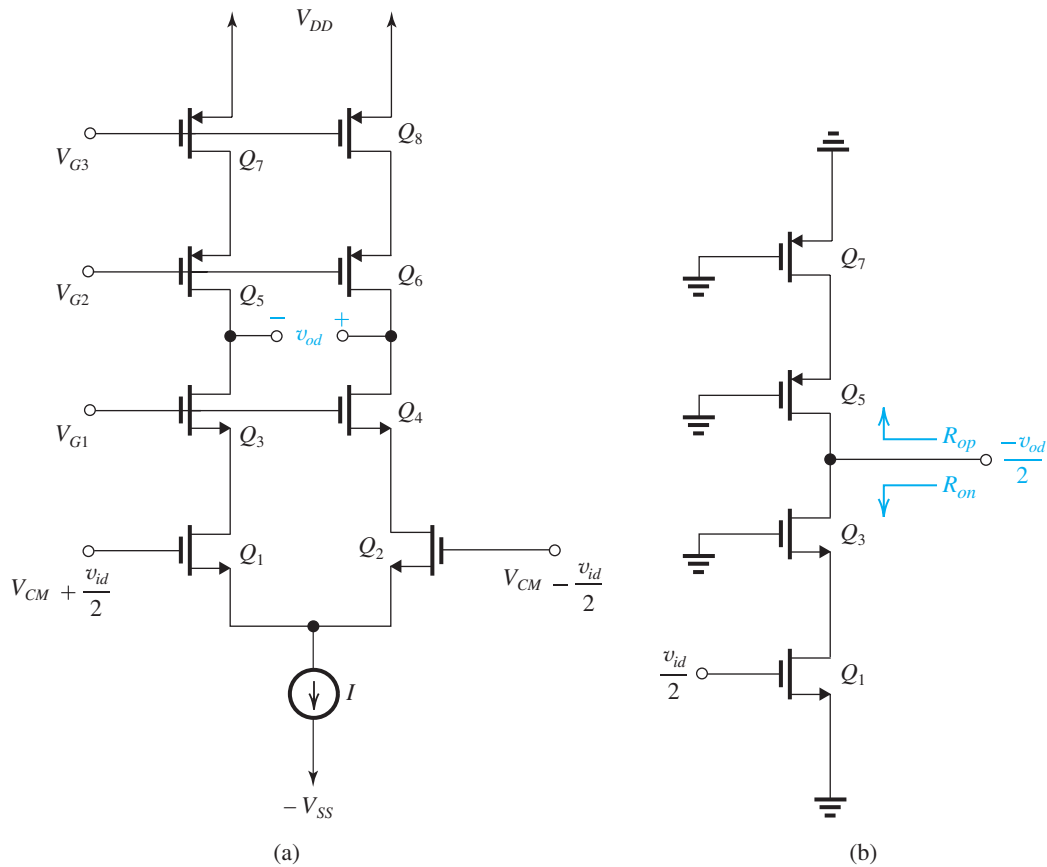 V_DD
V_G3
Q_7
Q_8
V_G2
Q_5
Q_6
− v_od +
V_G1
Q_3
Q_4
Q_1
Q_2
V_CM + v_id/2
V_CM − v_id/2
I
−V_SS
(a)
Q_7
Q_5
R_op
−v_od/2
R_on
Q_3
v_id/2
Q_1
(b)